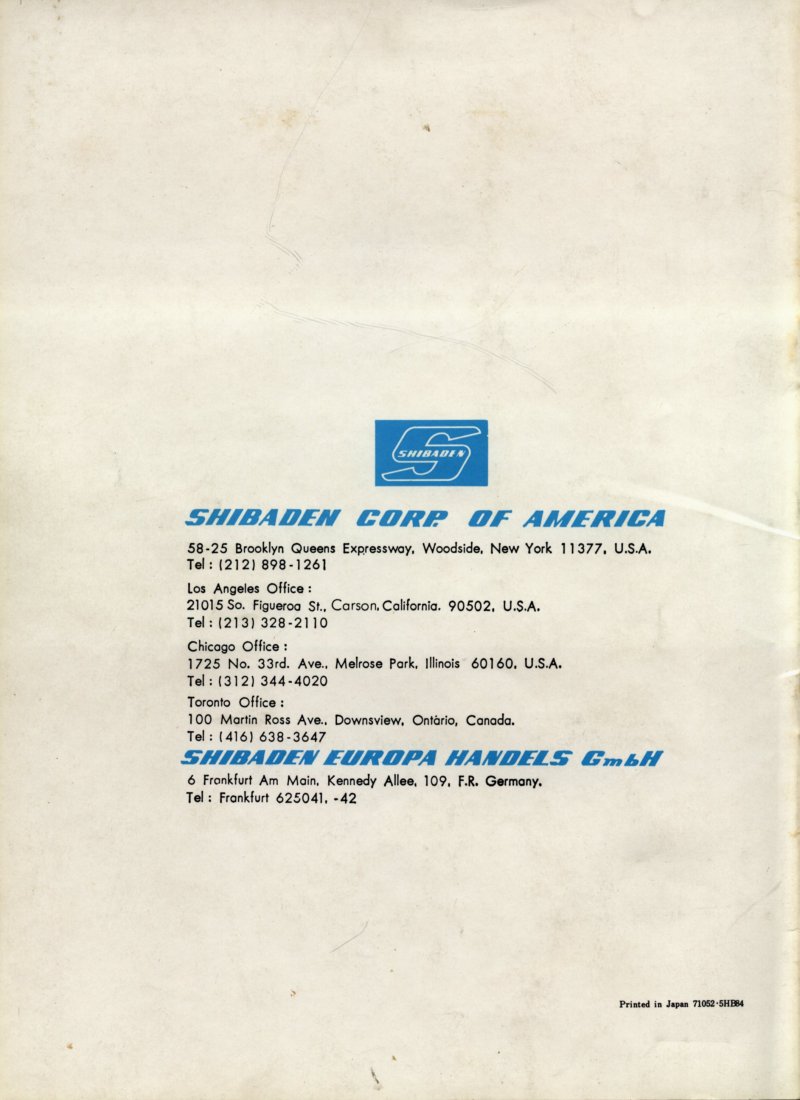 SHIBADEN
SHIBADEN CORP. OF AMERICA
58-25 Brooklyn Queens Expressway, Woodside, New York 11377, U.S.A.
Tel : (212) 898-1261
Los Angeles Office :
21015 So. Figueroa St., Carson, California. 90502, U.S.A.
Tel : (213) 328-2110
Chicago Office :
1725 No. 33rd. Ave., Melrose Park, Illinois 60160, U.S.A.
Tel : (312) 344-4020
Toronto Office :
100 Martin Ross Ave., Downsview, Ontario, Canada.
Tel : (416) 638-3647
SHIBADEN EUROPA HANDELS GmbH
6 Frankfurt Am Main, Kennedy Allee, 109, F.R. Germany.
Tel : Frankfurt 625041, -42
Printed in Japan 71052·5HB84